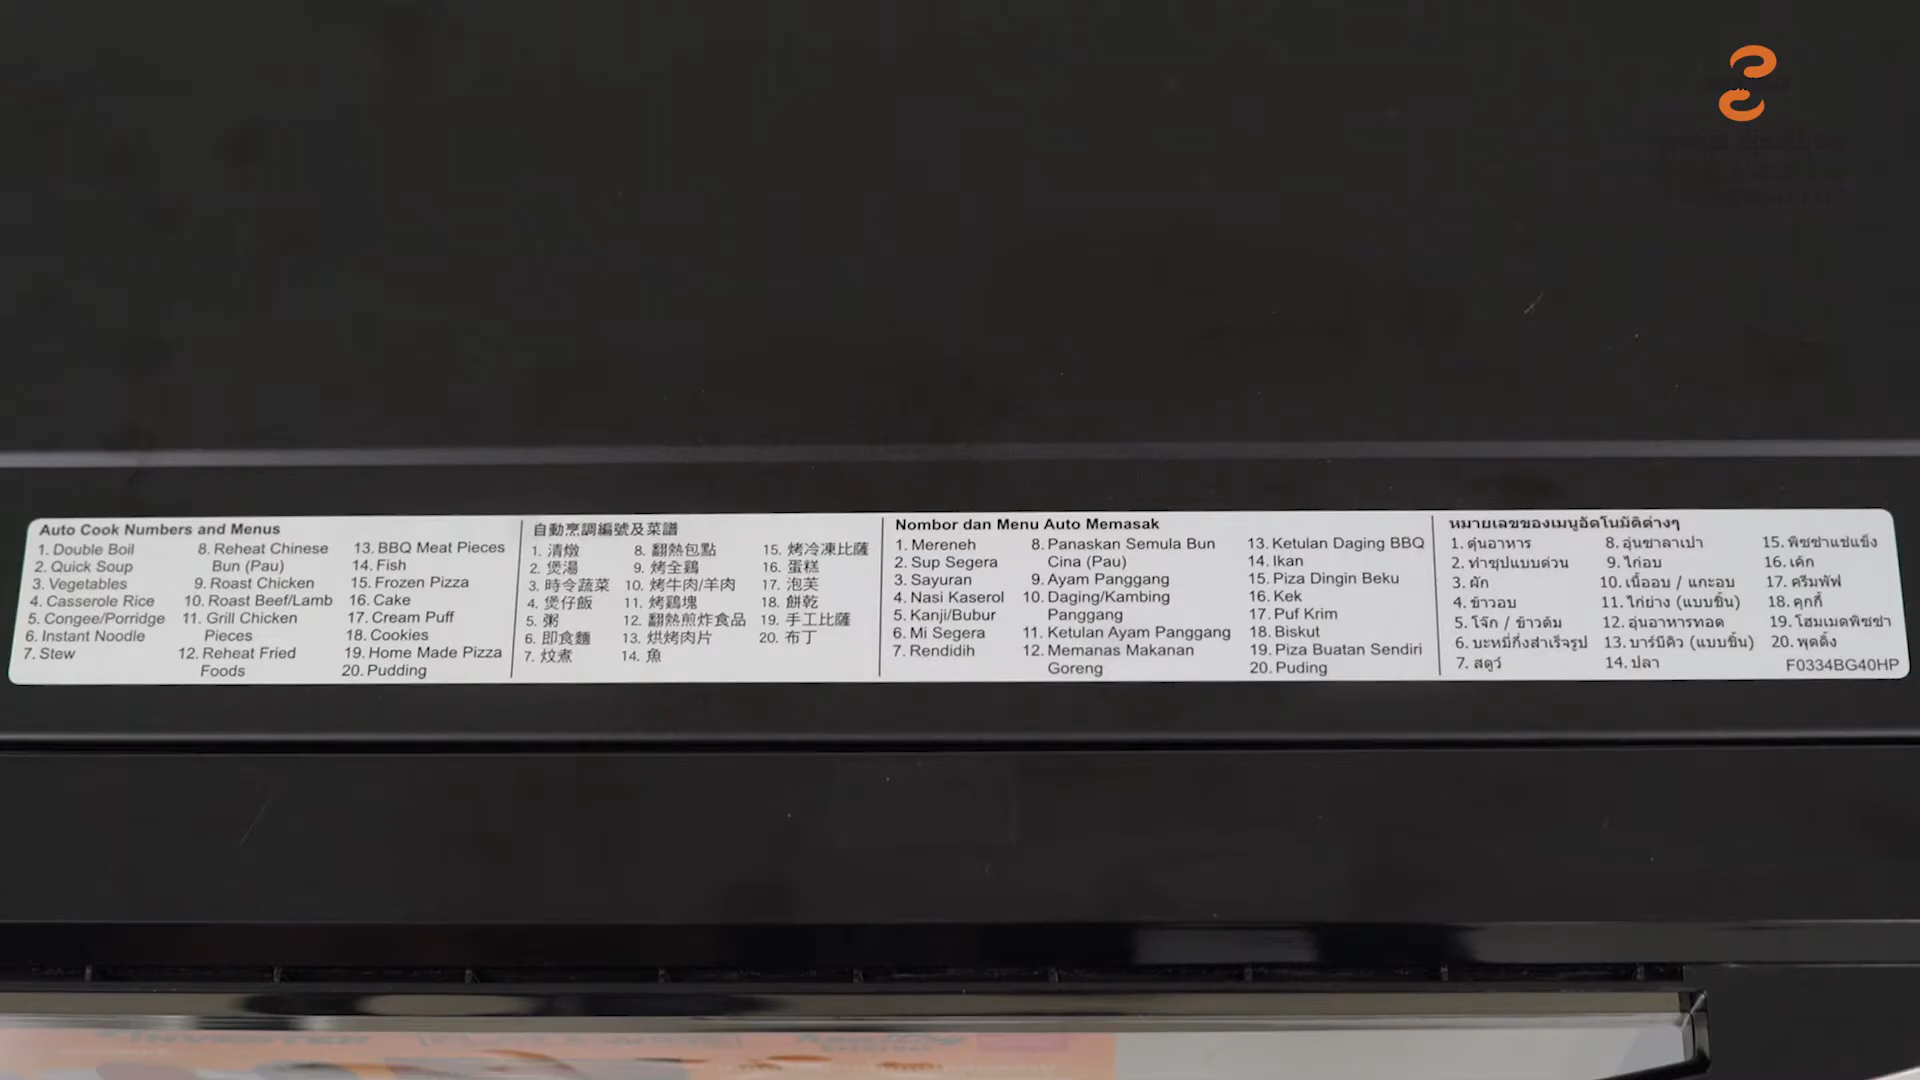 Auto Cook Numbers and Menus
1. Double Boil
2. Quick Soup
3. Vegetables
4. Casserole Rice
5. Congee/Porridge
6. Instant Noodle
7. Stew
8. Reheat Chinese
Bun (Pau)
9. Roast Chicken
10. Roast Beef/Lamb
11. Grill Chicken
Pieces
12. Reheat Fried
Foods
13. BBQ Meat Pieces
14. Fish
15. Frozen Pizza
16. Cake
17. Cream Puff
18. Cookies
19. Home Made Pizza
20. Pudding
自動烹調編號及菜譜
1. 清燉
2. 煲湯
3. 時令蔬菜
4. 煲仔飯
5. 粥
6. 即食麵
7. 炆煮
8. 翻熱包點
9. 烤全鷄
10. 烤牛肉/羊肉
11. 烤鷄塊
12. 翻熱煎炸食品
13. 烘烤肉片
14. 魚
15. 烤冷凍比薩
16. 蛋糕
17. 泡芙
18. 餅乾
19. 手工比薩
20. 布丁
Nombor dan Menu Auto Memasak
1. Mereneh
2. Sup Segera
3. Sayuran
4. Nasi Kaserol
5. Kanji/Bubur
6. Mi Segera
7. Rendidih
8. Panaskan Semula Bun
Cina (Pau)
9. Ayam Panggang
10. Daging/Kambing
Panggang
11. Ketulan Ayam Panggang
12. Memanas Makanan
Goreng
13. Ketulan Daging BBQ
14. Ikan
15. Piza Dingin Beku
16. Kek
17. Puf Krim
18. Biskut
19. Piza Buatan Sendiri
20. Puding
หมายเลขของเมนูอัตโนมัติต่างๆ
1. ตุ๋นอาหาร
2. ทำซุปแบบด่วน
3. ผัก
4. ข้าวอบ
5. โจ๊ก / ข้าวต้ม
6. บะหมี่กึ่งสำเร็จรูป
7. สตูว์
8. อุ่นซาลาเปา
9. ไก่อบ
10. เนื้ออบ / แกะอบ
11. ไก่ย่าง (แบบชิ้น)
12. อุ่นอาหารทอด
13. บาร์บีคิว (แบบชิ้น)
14. ปลา
15. พิซซ่าแช่แข็ง
16. เค้ก
17. ครีมพัฟ
18. คุกกี้
19. โฮมเมดพิซซ่า
20. พุดดิ้ง
F0334BG40HP